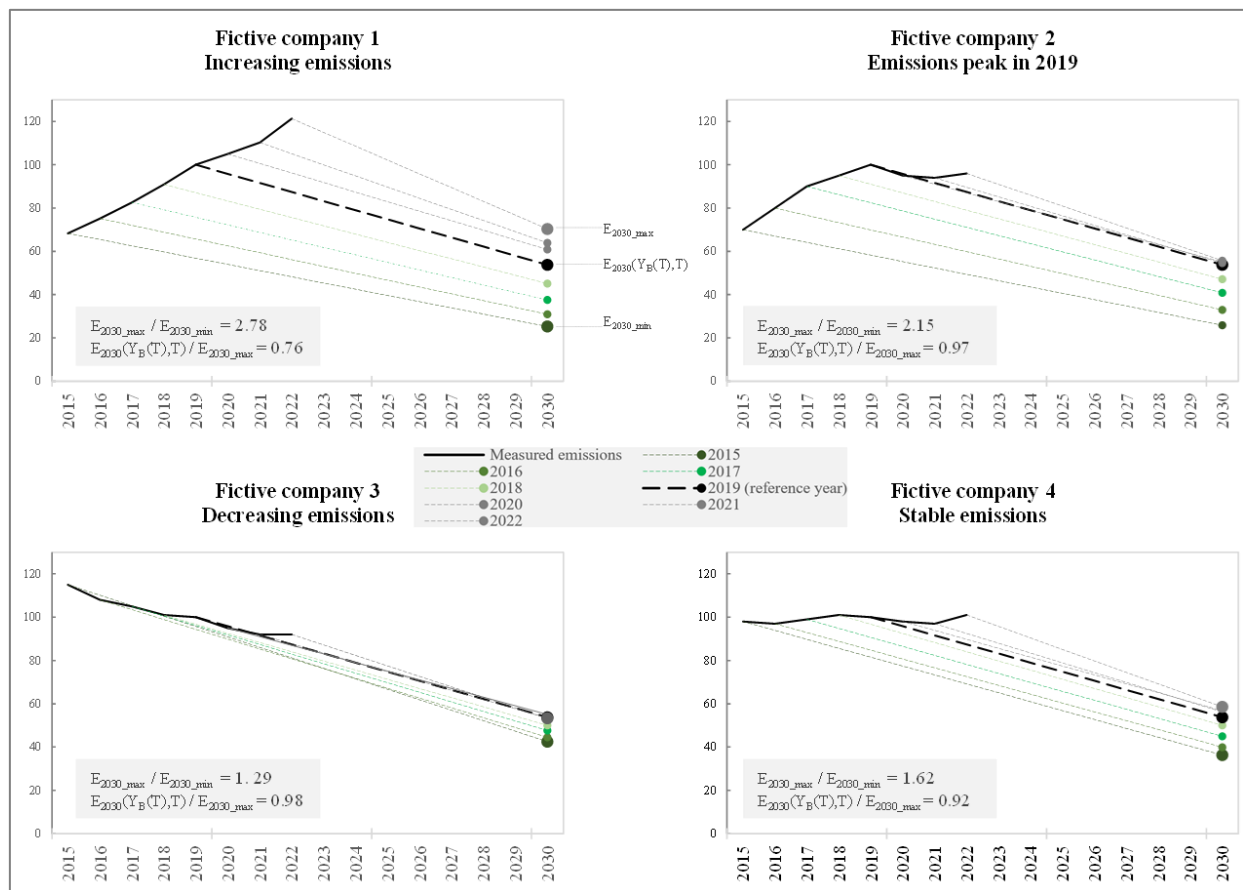 Fictive company 1
Increasing emissions
120
100
80
60
40
20
0
E2030_max
E2030(YB(T),T)
E2030_min
E2030_max / E2030_min = 2.78
E2030(YB(T),T) / E2030_max = 0.76
2015 2016 2017 2018 2019 2020 2021 2022 2023 2024 2025 2026 2027 2028 2029 2030
Fictive company 2
Emissions peak in 2019
120
100
80
60
40
20
0
E2030_max / E2030_min = 2.15
E2030(YB(T),T) / E2030_max = 0.97
2015 2016 2017 2018 2019 2020 2021 2022 2023 2024 2025 2026 2027 2028 2029 2030
Measured emissions 2015
2016 2017
2018 2019 (reference year)
2020 2021
2022
Fictive company 3
Decreasing emissions
120
100
80
60
40
20
0
E2030_max / E2030_min = 1.29
E2030(YB(T),T) / E2030_max = 0.98
2015 2016 2017 2018 2019 2020 2021 2022 2023 2024 2025 2026 2027 2028 2029 2030
Fictive company 4
Stable emissions
120
100
80
60
40
20
0
E2030_max / E2030_min = 1.62
E2030(YB(T),T) / E2030_max = 0.92
2015 2016 2017 2018 2019 2020 2021 2022 2023 2024 2025 2026 2027 2028 2029 2030